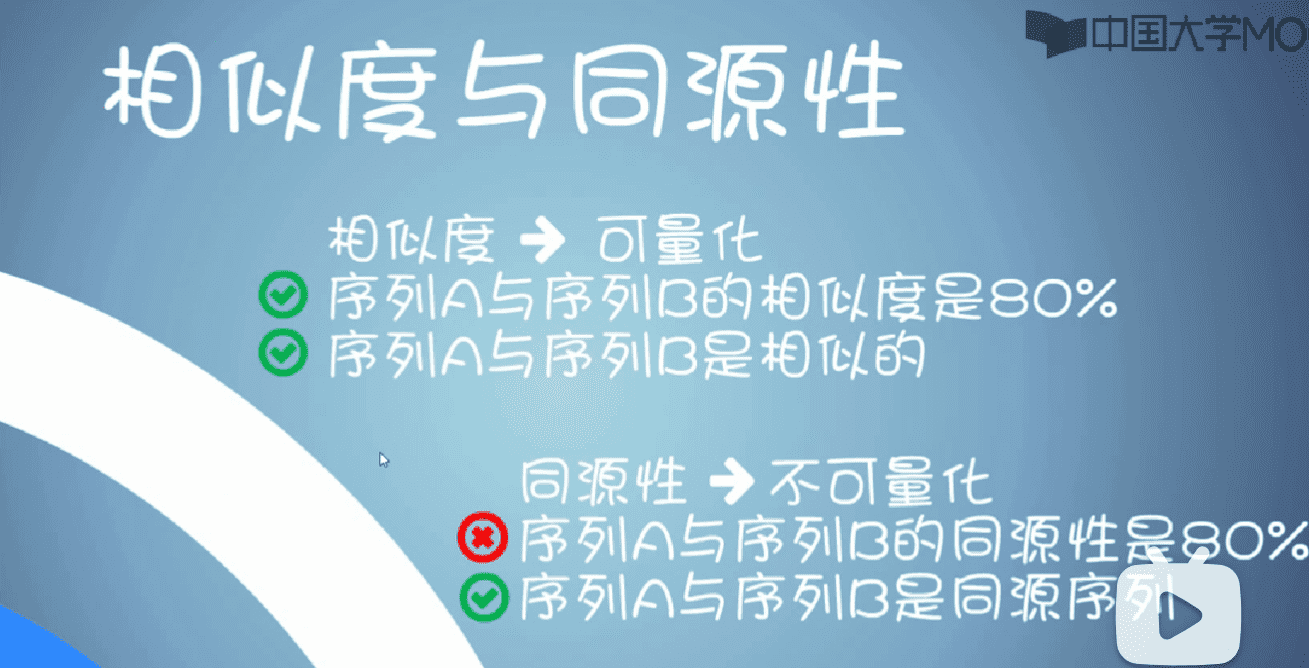 中国大学MO
相似度与同源性
相似度 → 可量化
序列A与序列B的相似度是80%
序列A与序列B是相似的
同源性 → 不可量化
序列A与序列B的同源性是80%
序列A与序列B是同源序列